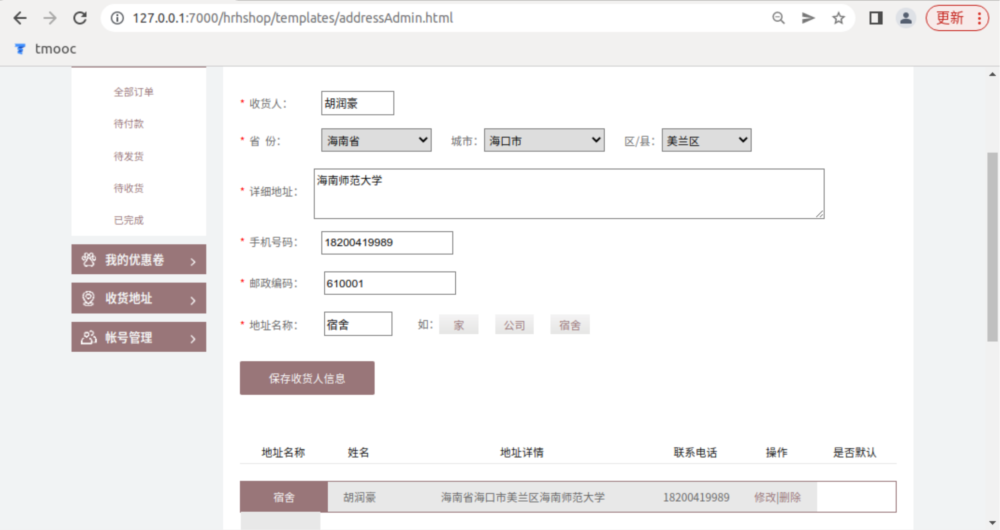 127.0.0.1:7000/hrhshop/templates/addressAdmin.html
更新
tmooc
全部订单
待付款
待发货
待收货
已完成
我的优惠卷
收货地址
帐号管理
* 收货人： 胡润豪
* 省 份： 海南省 城市： 海口市 区/县： 美兰区
* 详细地址： 海南师范大学
* 手机号码： 18200419989
* 邮政编码： 610001
* 地址名称： 宿舍 如： 家 公司 宿舍
保存收货人信息
地址名称 姓名 地址详情 联系电话 操作 是否默认
宿舍 胡润豪 海南省海口市美兰区海南师范大学 18200419989 修改|删除